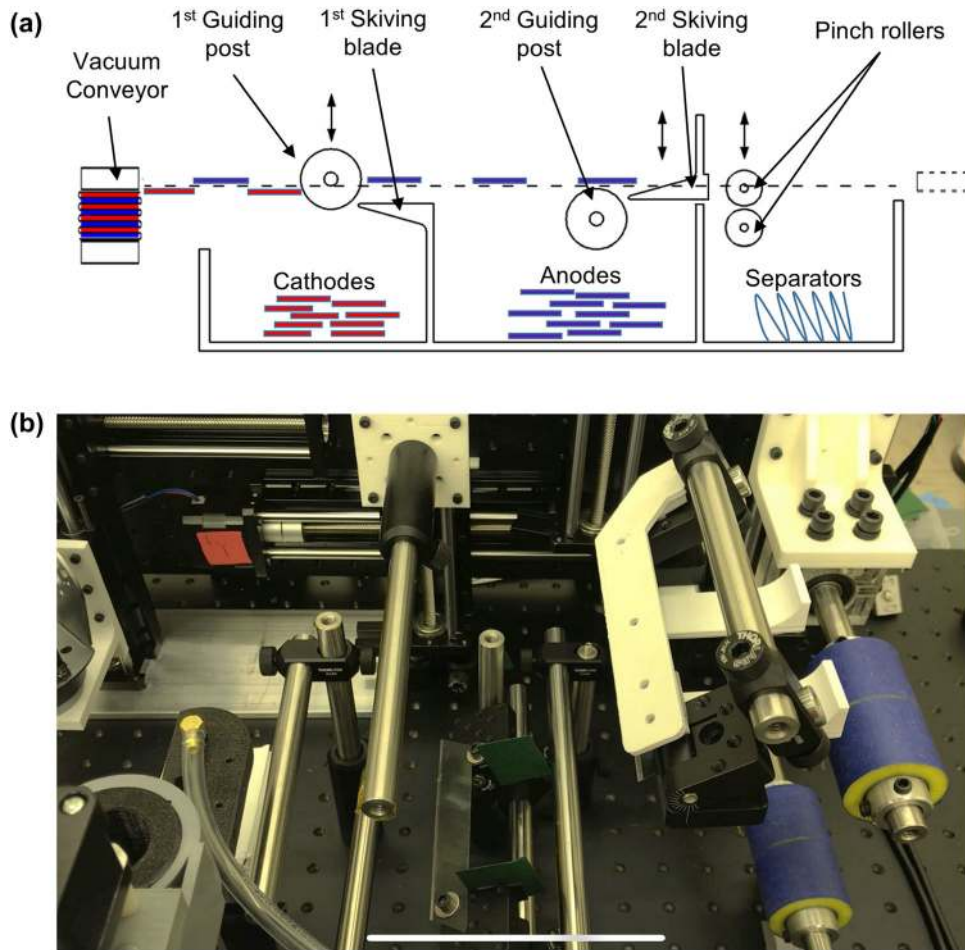 (a)
1st Guiding
post
1st Skiving
blade
2nd Guiding
post
2nd Skiving
blade
Pinch rollers
Vacuum
Conveyor
Cathodes
Anodes
Separators
(b)